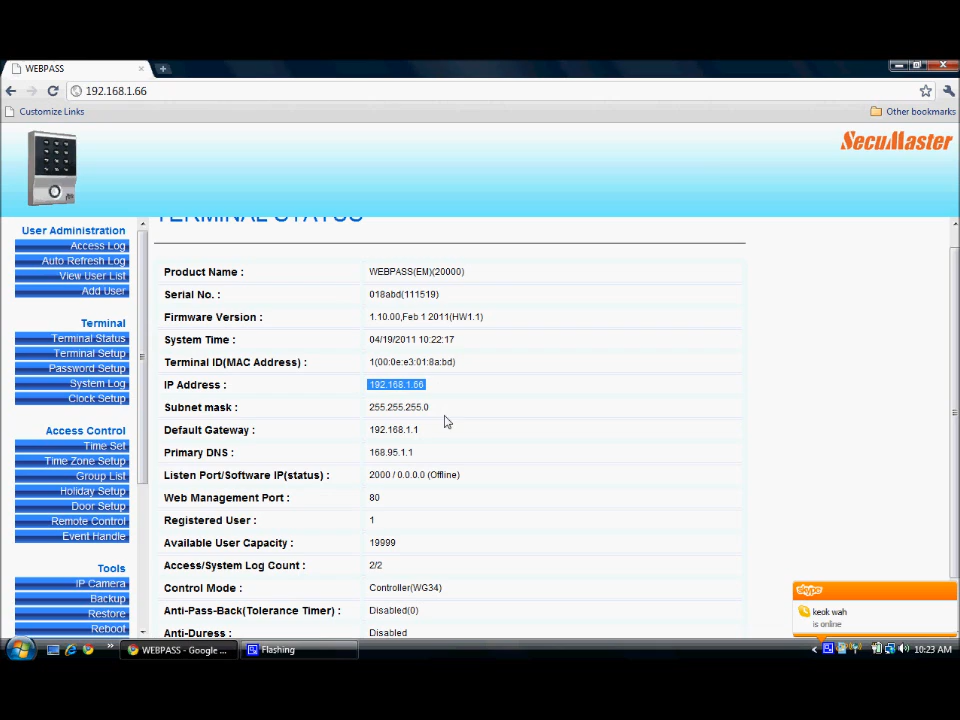 WEBPASS
192.168.1.66
Customize Links
Other bookmarks
SecuMaster
TERMINAL STATUS
User Administration
Access Log
Auto Refresh Log
View User List
Add User
Terminal
Terminal Status
Terminal Setup
Password Setup
System Log
Clock Setup
Access Control
Time Set
Time Zone Setup
Group List
Holiday Setup
Door Setup
Remote Control
Event Handle
Tools
IP Camera
Backup
Restore
Reboot
Product Name : WEBPASS(EM)(20000)
Serial No. : 018abd(111519)
Firmware Version : 1.10.00,Feb 1 2011(HW1.1)
System Time : 04/19/2011 10:22:17
Terminal ID(MAC Address) : 1(00:0e:e3:01:8a:bd)
IP Address : 192.168.1.66
Subnet mask : 255.255.255.0
Default Gateway : 192.168.1.1
Primary DNS : 168.95.1.1
Listen Port/Software IP(status) : 2000 / 0.0.0.0 (Offline)
Web Management Port : 80
Registered User : 1
Available User Capacity : 19999
Access/System Log Count : 2/2
Control Mode : Controller(WG34)
Anti-Pass-Back(Tolerance Timer) : Disabled(0)
Anti-Duress : Disabled
skype
keok wah
is online
WEBPASS - Google ...
Flashing
10:23 AM